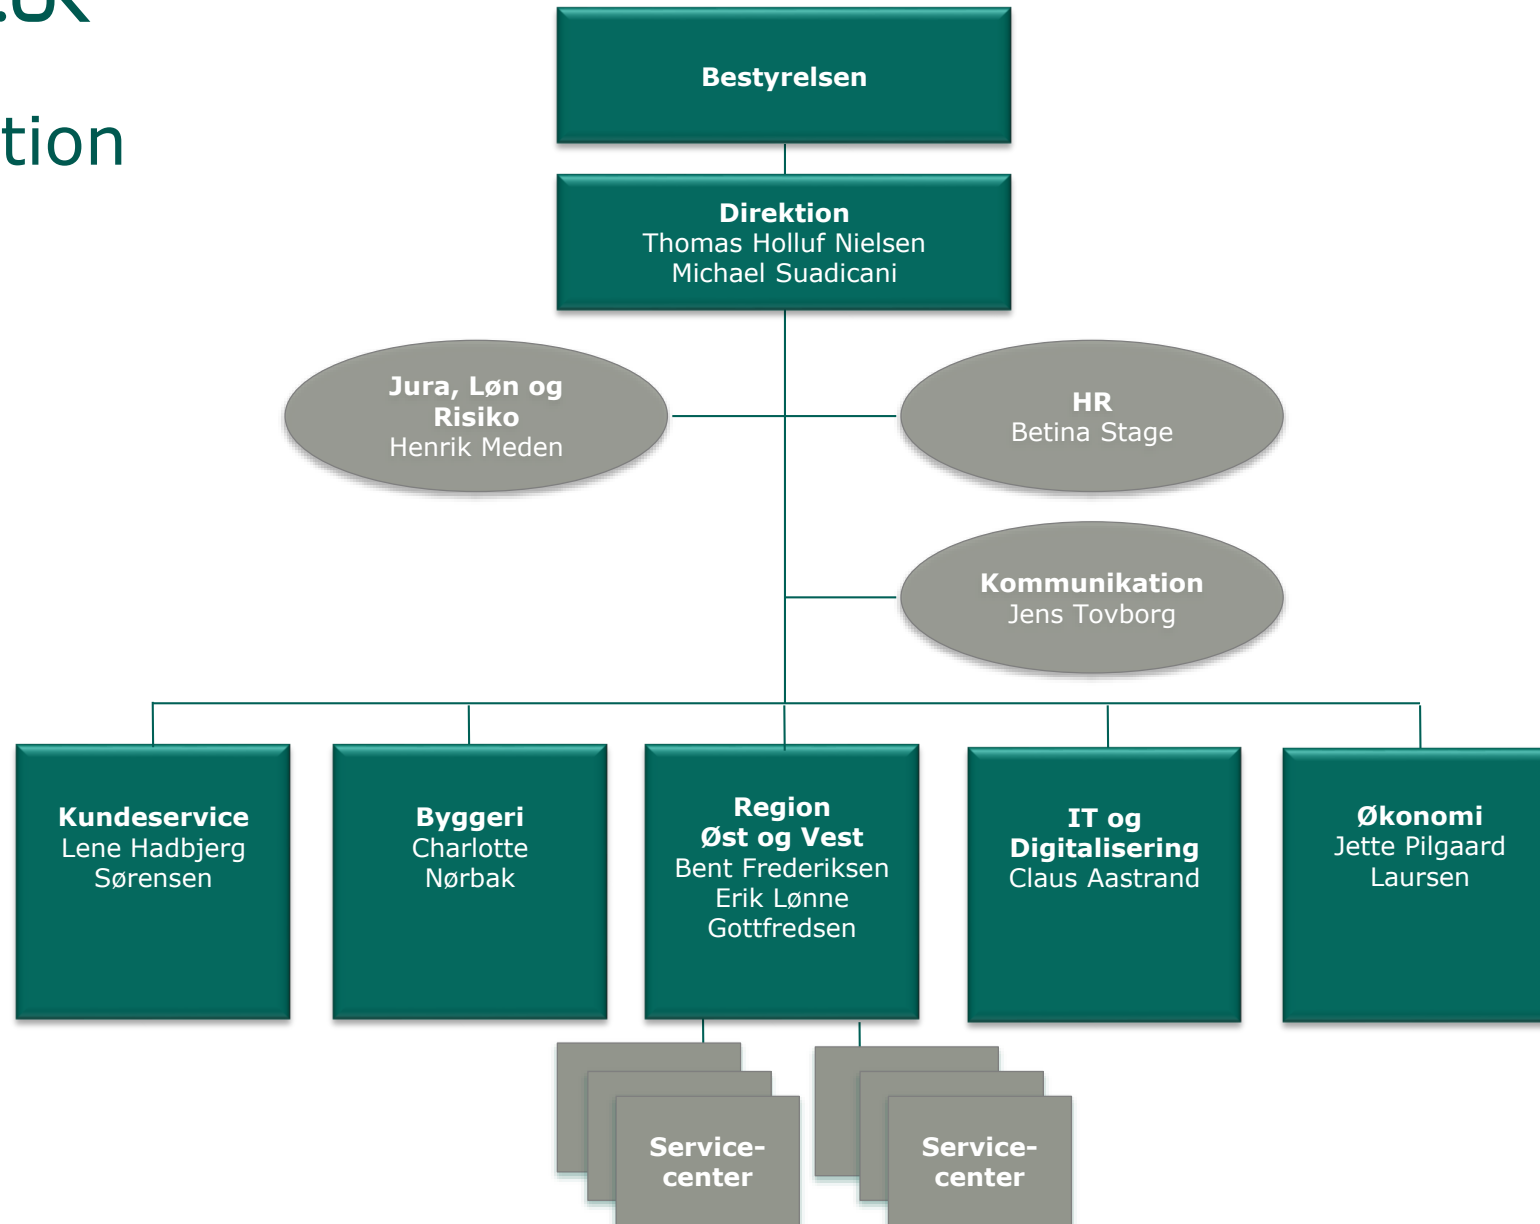 tion
Bestyrelsen
Direktion
Thomas Holluf Nielsen
Michael Suadicani
Jura, Løn og
Risiko
Henrik Meden
HR
Betina Stage
Kommunikation
Jens Tovborg
Kundeservice
Lene Hadbjerg
Sørensen
Byggeri
Charlotte
Nørbak
Region
Øst og Vest
Bent Frederiksen
Erik Lønne
Gottfredsen
IT og
Digitalisering
Claus Aastrand
Økonomi
Jette Pilgaard
Laursen
Service-
center
Service-
center